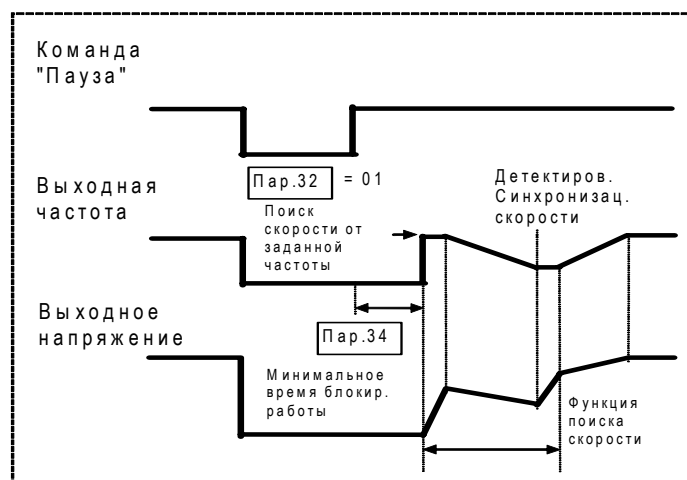 Команда
"Пауза"
Пар.32 = 01
Выходная
частота
Поиск
скорости от
заданной
частоты
Детектиров.
Синхронизац.
скорости
Выходное
напряжение
Пар.34
Минимальное
время блокир.
работы
Функция
поиска
скорости